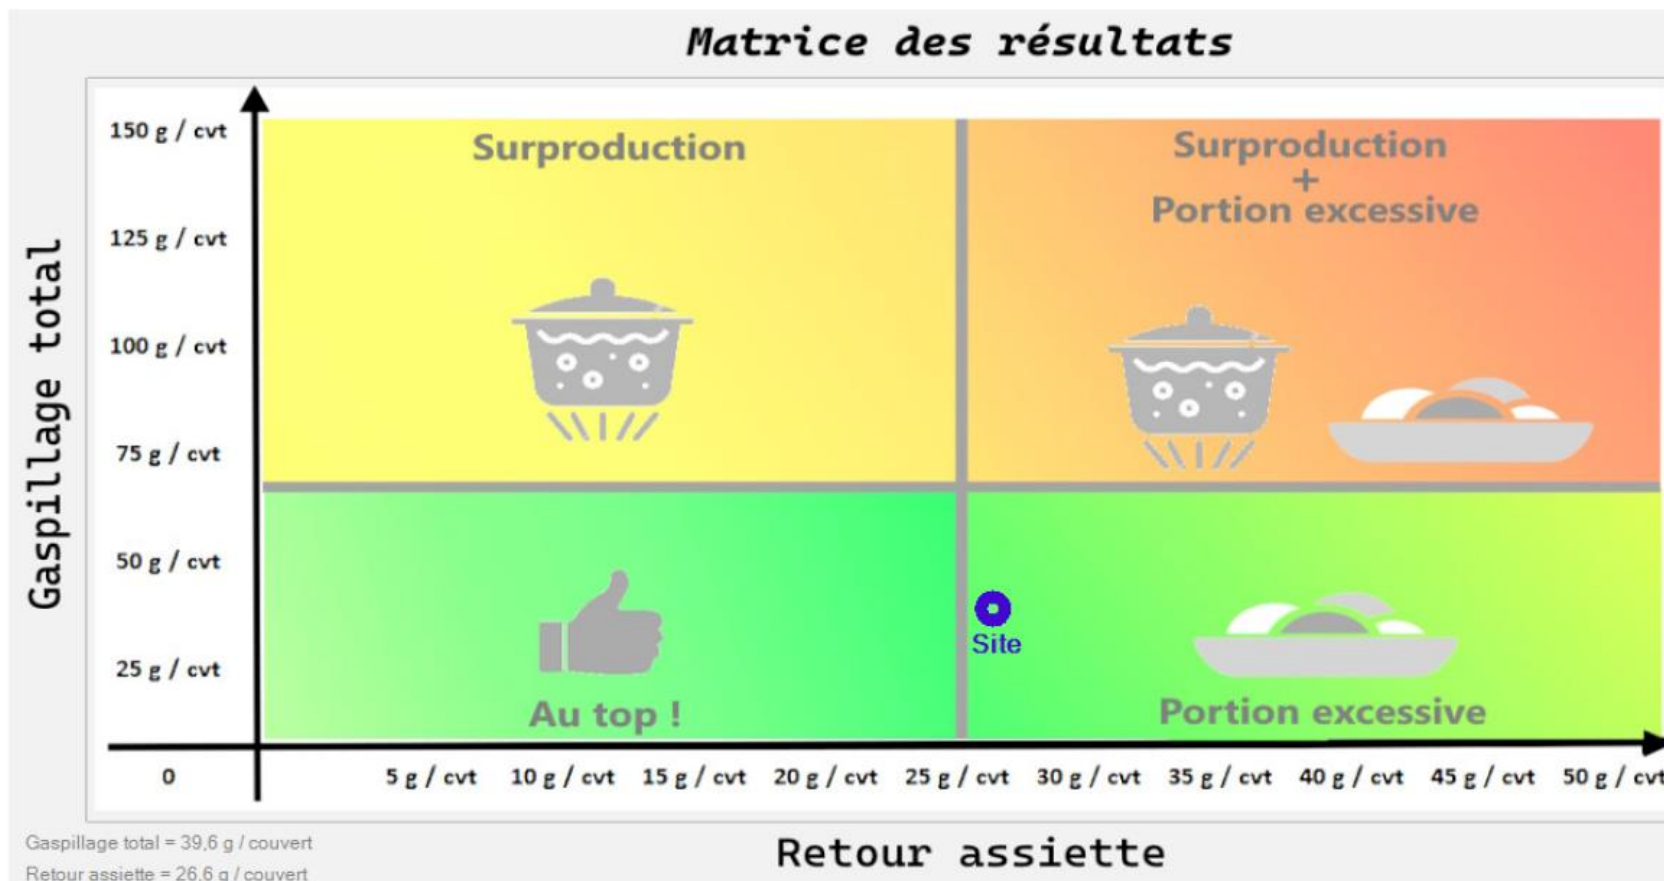 Matrice des résultats
150 g / cvt
125 g / cvt
100 g / cvt
75 g / cvt
50 g / cvt
25 g / cvt
Gaspillage total
Surproduction
Surproduction
+
Portion excessive
Au top !
Site
Portion excessive
0 5 g / cvt 10 g / cvt 15 g / cvt 20 g / cvt 25 g / cvt 30 g / cvt 35 g / cvt 40 g / cvt 45 g / cvt 50 g / cvt
Retour assiette
Gaspillage total = 39,6 g / couvert
Retour assiette = 26,6 g / couvert